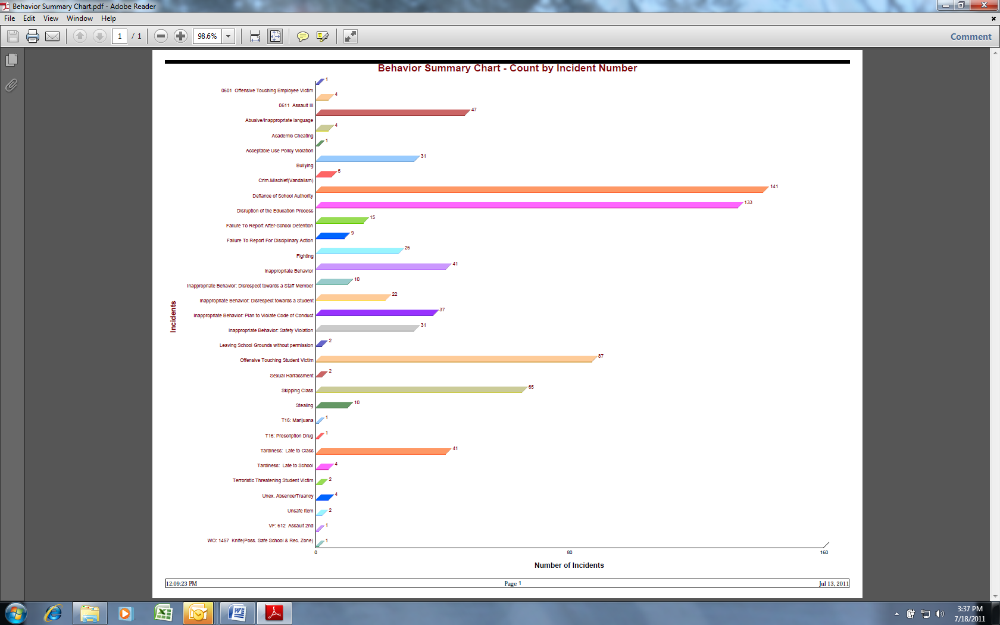 Behavior Summary Chart.pdf - Adobe Reader
File Edit View Window Help
1 / 1 98.6% Comment
Behavior Summary Chart - Count by Incident Number
1
0601 Offensive Touching Employee Victim
4
0611 Assault III
47
Abusive/Inappropriate language
4
Academic Cheating
1
Acceptable Use Policy Violation
31
Bullying
5
Crim.Mischief(Vandalism)
141
Defiance of School Authority
133
Disruption of the Education Process
15
Failure To Report After-School Detention
9
Failure To Report For Disciplinary Action
26
Fighting
41
Inappropriate Behavior
10
Inappropriate Behavior: Disrespect towards a Staff Member
22
Inappropriate Behavior: Disrespect towards a Student
37
Inappropriate Behavior: Plan to Violate Code of Conduct
31
Inappropriate Behavior: Safety Violation
2
Leaving School Grounds without permission
87
Offensive Touching Student Victim
2
Sexual Harrassment
65
Skipping Class
10
Stealing
1
T16: Marijuana
1
T16: Prescription Drug
41
Tardiness: Late to Class
4
Tardiness: Late to School
2
Terroristic Threatening Student Victim
4
Unex. Absence/Truancy
2
Unsafe Item
1
VF: 612 Assault 2nd
1
WO: 1457 Knife(Poss. Safe School & Rec. Zone)
Incidents
0 80 160
Number of Incidents
12:09:23 PM Page 1 Jul 13, 2011
3:37 PM
7/18/2011